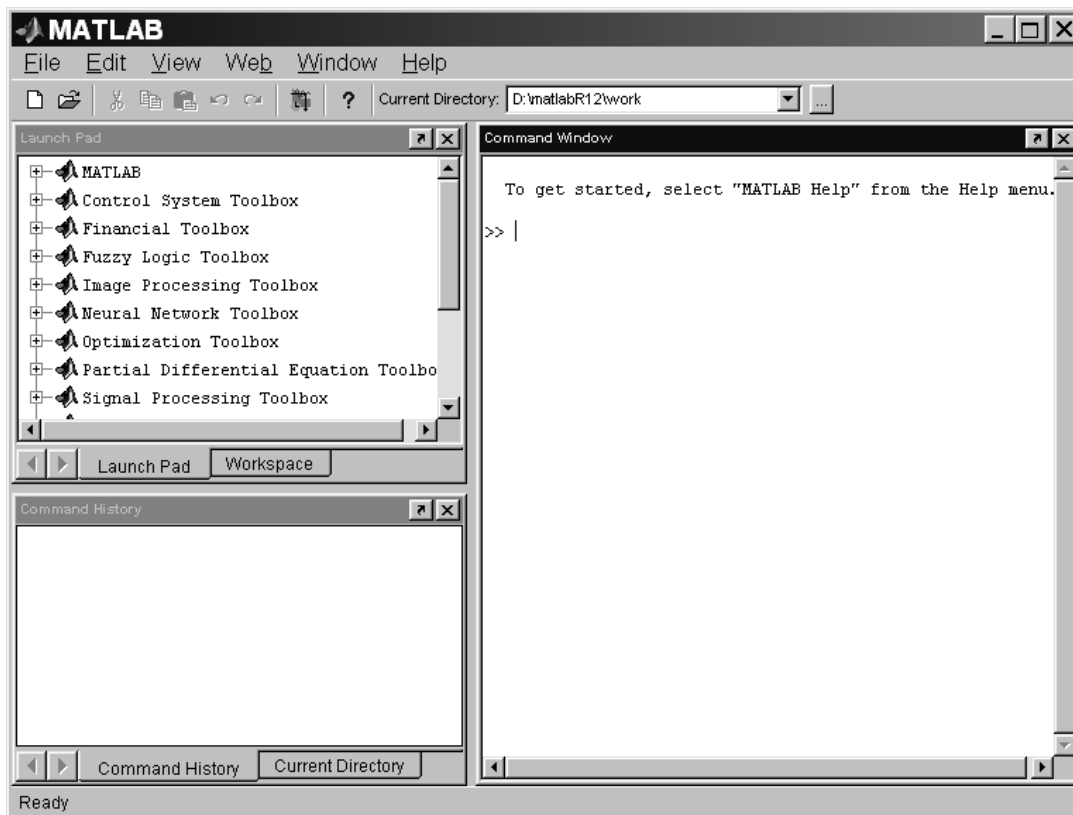 MATLAB
File Edit View Web Window Help
? Current Directory: D:\matlabR12\work ...
Launch Pad
MATLAB
Control System Toolbox
Financial Toolbox
Fuzzy Logic Toolbox
Image Processing Toolbox
Neural Network Toolbox
Optimization Toolbox
Partial Differential Equation Toolbo
Signal Processing Toolbox
Launch Pad Workspace
Command History
Command History Current Directory
Command Window
To get started, select "MATLAB Help" from the Help menu.
>>
Ready